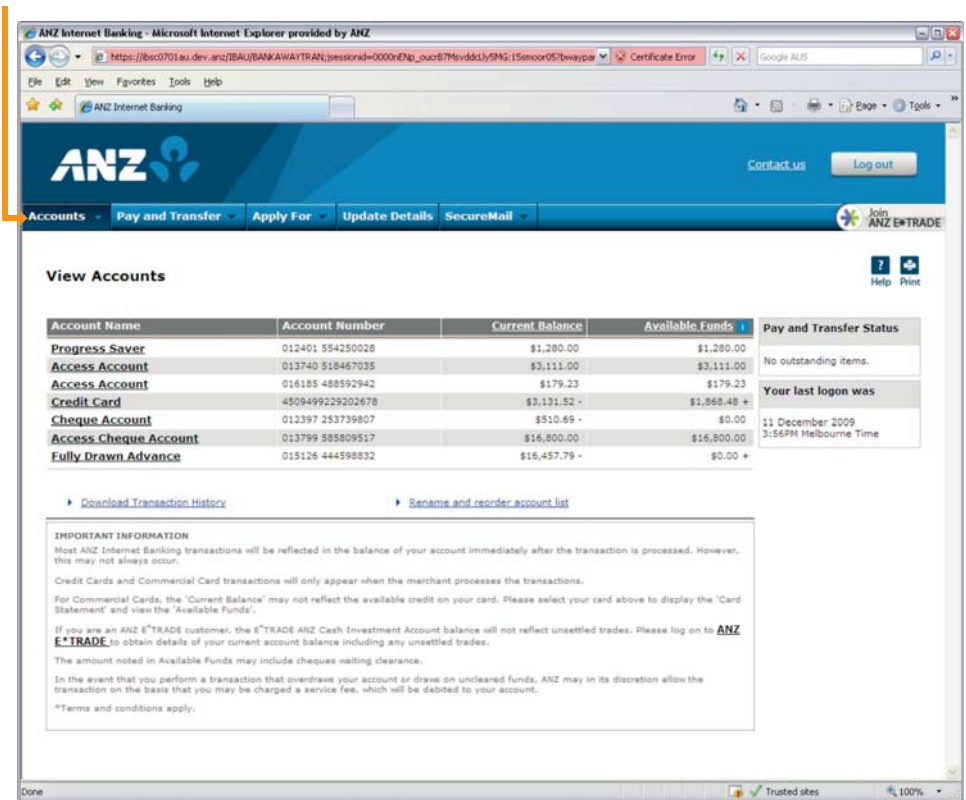 ANZ Internet Banking - Microsoft Internet Explorer provided by ANZ
Certificate Error
Google AUS
File Edit View Favorites Tools Help
ANZ Internet Banking
Page Tools
ANZ
Contact us
Log out
Accounts Pay and Transfer Apply For Update Details SecureMail
Join
ANZ E*TRADE
View Accounts
Help Print
Account Name Account Number Current Balance Available Funds i
Progress Saver 012401 554250028 $1,280.00 $1,280.00
Access Account 013740 518467035 $3,111.00 $3,111.00
Access Account 016185 488592942 $179.23 $179.23
Credit Card 4509499229202678 $3,131.52 - $1,868.48 +
Cheque Account 012397 253739807 $510.69 - $0.00
Access Cheque Account 013799 585809517 $16,800.00 $16,800.00
Fully Drawn Advance 015126 444598832 $16,457.79 - $0.00 +
Pay and Transfer Status
No outstanding items.
Your last logon was
11 December 2009
3:56PM Melbourne Time
Download Transaction History
Rename and reorder account list
IMPORTANT INFORMATION
Most ANZ Internet Banking transactions will be reflected in the balance of your account immediately after the transaction is processed. However,
this may not always occur.
Credit Cards and Commercial Card transactions will only appear when the merchant processes the transactions.
For Commercial Cards, the 'Current Balance' may not reflect the available credit on your card. Please select your card above to display the 'Card
Statement' and view the 'Available Funds'.
If you are an ANZ E*TRADE customer, the E*TRADE ANZ Cash Investment Account balance will not reflect unsettled trades. Please log on to ANZ
E*TRADE to obtain details of your current account balance including any unsettled trades.
The amount noted in Available Funds may include cheques waiting clearance.
In the event that you perform a transaction that overdraws your account or draws on uncleared funds, ANZ may in its discretion allow the
transaction on the basis that you may be charged a service fee, which will be debited to your account.
*Terms and conditions apply.
Done
Trusted sites
100%